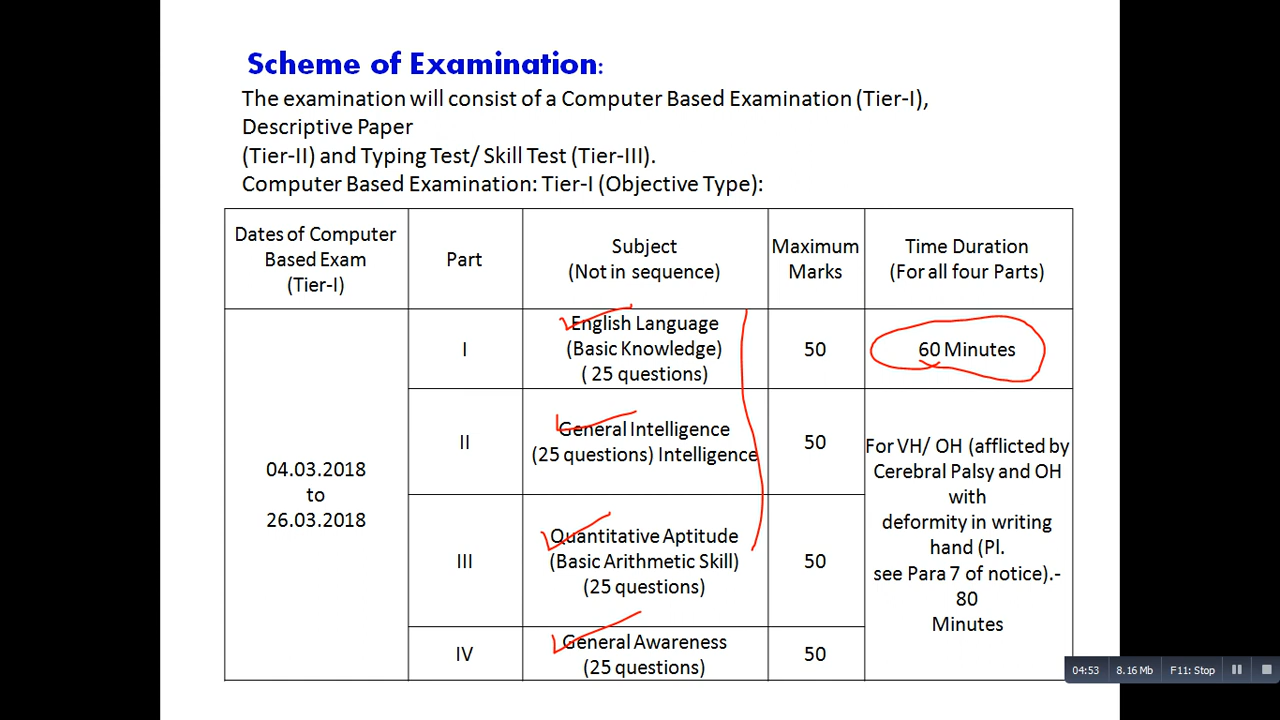 Scheme of Examination:
The examination will consist of a Computer Based Examination (Tier-I),
Descriptive Paper
(Tier-II) and Typing Test/ Skill Test (Tier-III).
Computer Based Examination: Tier-I (Objective Type):
Dates of Computer
Based Exam
(Tier-I)
Part
Subject
(Not in sequence)
Maximum
Marks
Time Duration
(For all four Parts)
04.03.2018
to
26.03.2018
I
English Language
(Basic Knowledge)
( 25 questions)
50
60 Minutes
II
General Intelligence
(25 questions) Intelligence
50
For VH/ OH (afflicted by
Cerebral Palsy and OH
with
deformity in writing
hand (Pl.
see Para 7 of notice).-
80
Minutes
III
Quantitative Aptitude
(Basic Arithmetic Skill)
(25 questions)
50
IV
General Awareness
(25 questions)
50
04:53 8.16 Mb F11: Stop